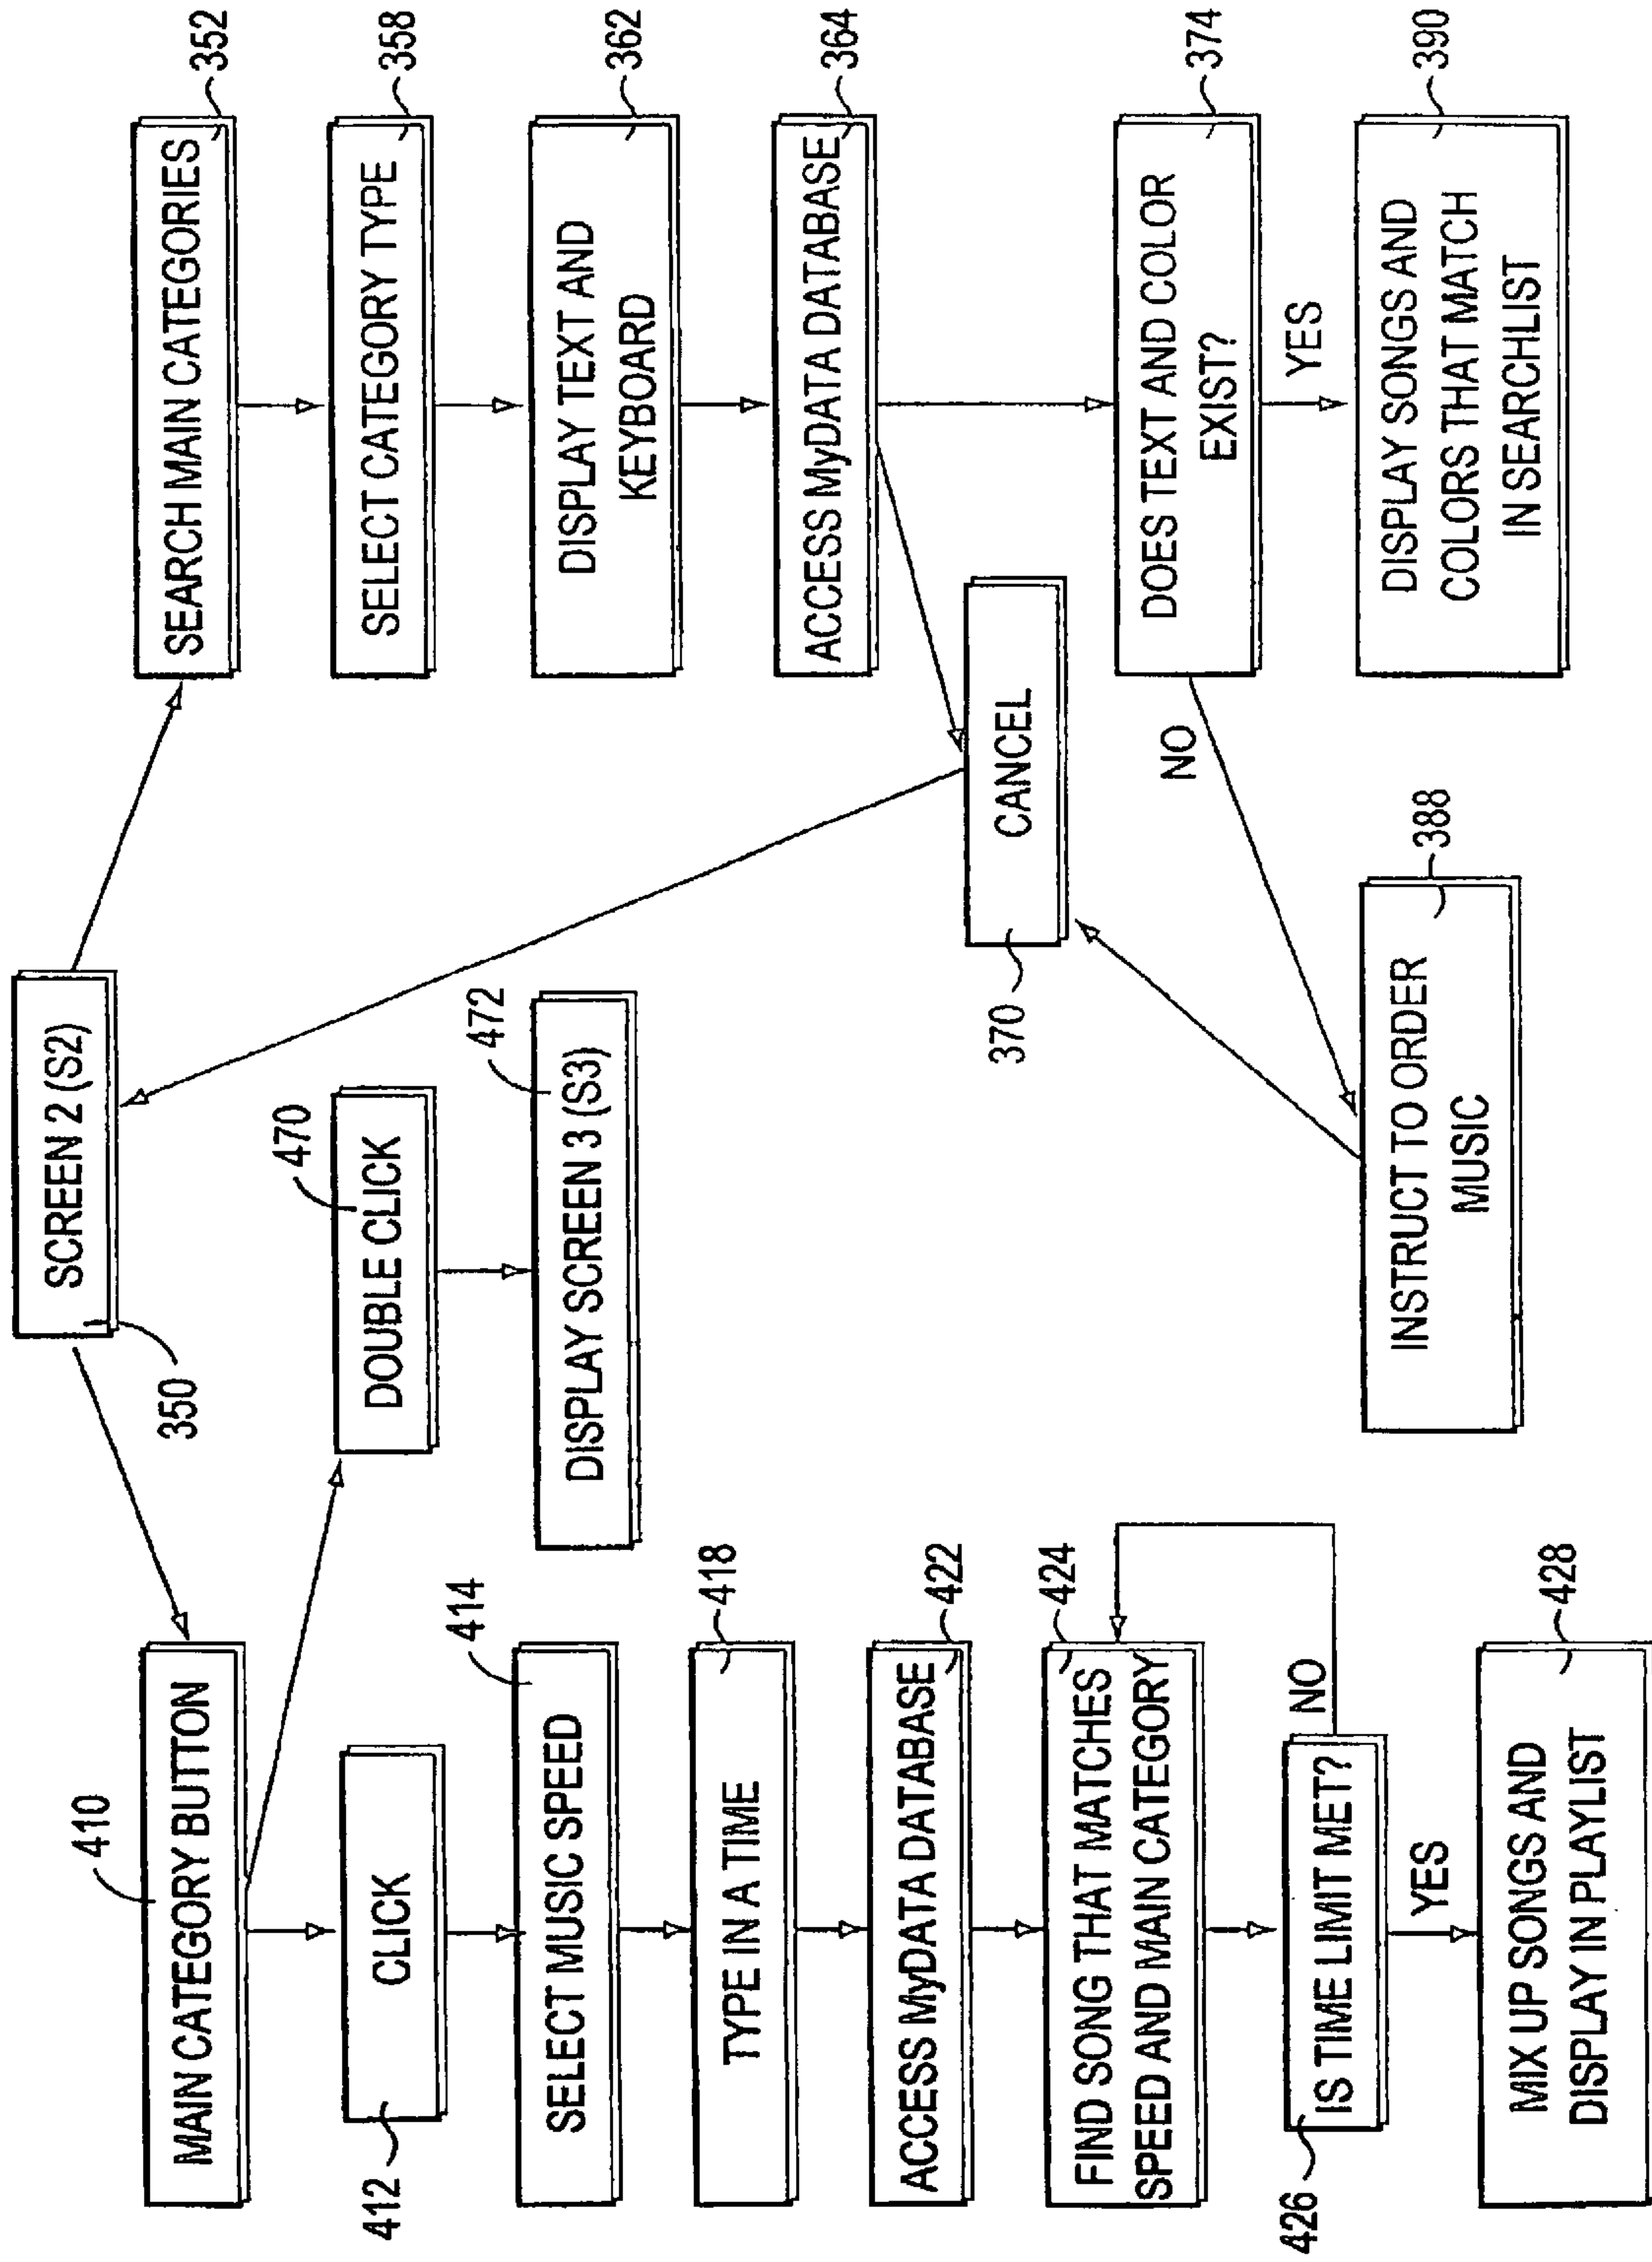 SCREEN 2 (S2)
350
410
MAIN CATEGORY BUTTON
412
CLICK
414
SELECT MUSIC SPEED
TYPE IN A TIME
418
ACCESS MyDATA DATABASE
422
FIND SONG THAT MATCHES
SPEED AND MAIN CATEGORY
424
426
IS TIME LIMIT MET?
NO
YES
MIX UP SONGS AND
DISPLAY IN PLAYLIST
428
470
DOUBLE CLICK
472
DISPLAY SCREEN 3 (S3)
SEARCH MAIN CATEGORIES
352
SELECT CATEGORY TYPE
358
DISPLAY TEXT AND
KEYBOARD
362
ACCESS MyDATA DATABASE
364
CANCEL
370
DOES TEXT AND COLOR
EXIST?
374
NO
YES
INSTRUCT TO ORDER
MUSIC
388
DISPLAY SONGS AND
COLORS THAT MATCH
IN SEARCHLIST
390